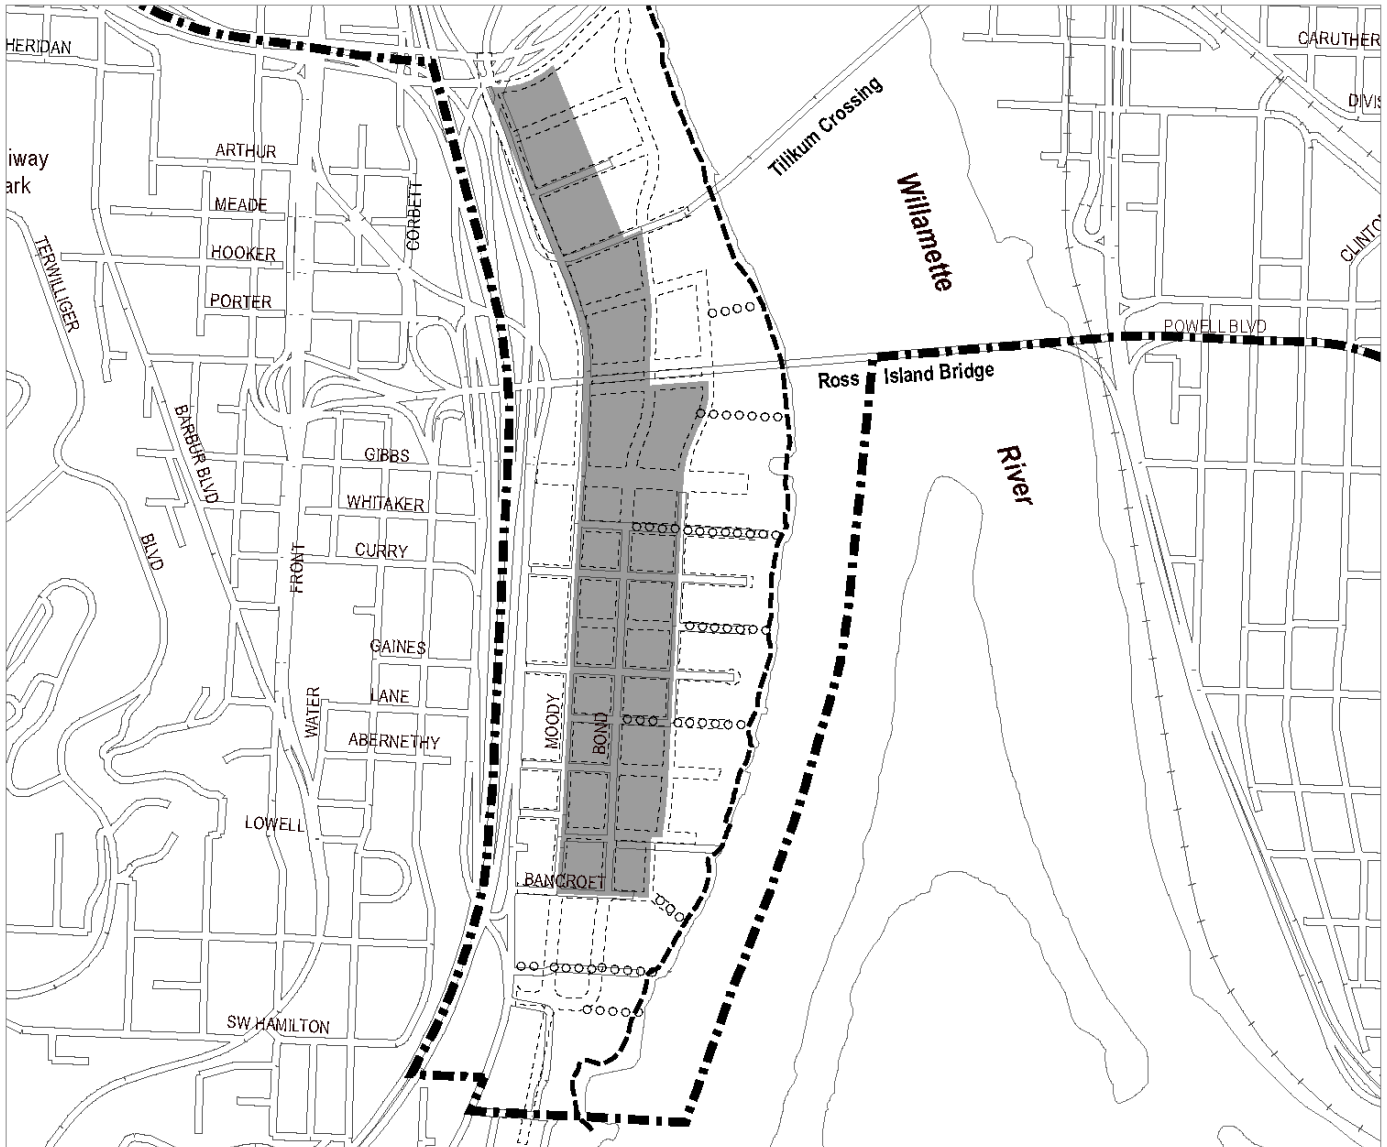 HERIDAN
CARUTHER
DIVIS
ARTHUR
iway
ark
Tilikum Crossing
MEADE
CORBETT
Willamette
HOOKER
CLINTO
TERWILLIGER
PORTER
POWELL BLVD
Ross Island Bridge
BARBUR BLVD
GIBBS
River
WHITAKER
BLVD
FRONT
CURRY
GAINES
LANE
WATER
MOODY
BOND
ABERNETHY
LOWELL
BANCROFT
SW HAMILTON